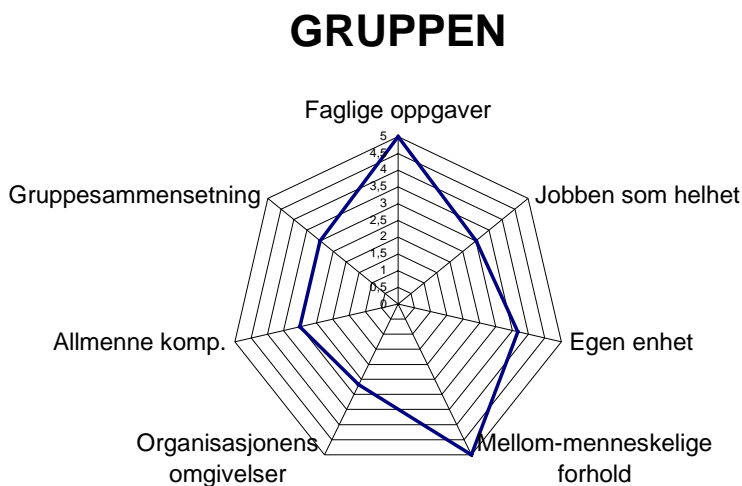 GRUPPEN
Faglige oppgaver
5
4,5
4
3,5
3
2,5
2
1,5
1
0,5
0
Jobben som helhet
Egen enhet
Mellom-menneskelige
forhold
Organisasjonens
omgivelser
Allmenne komp.
Gruppesammensetning